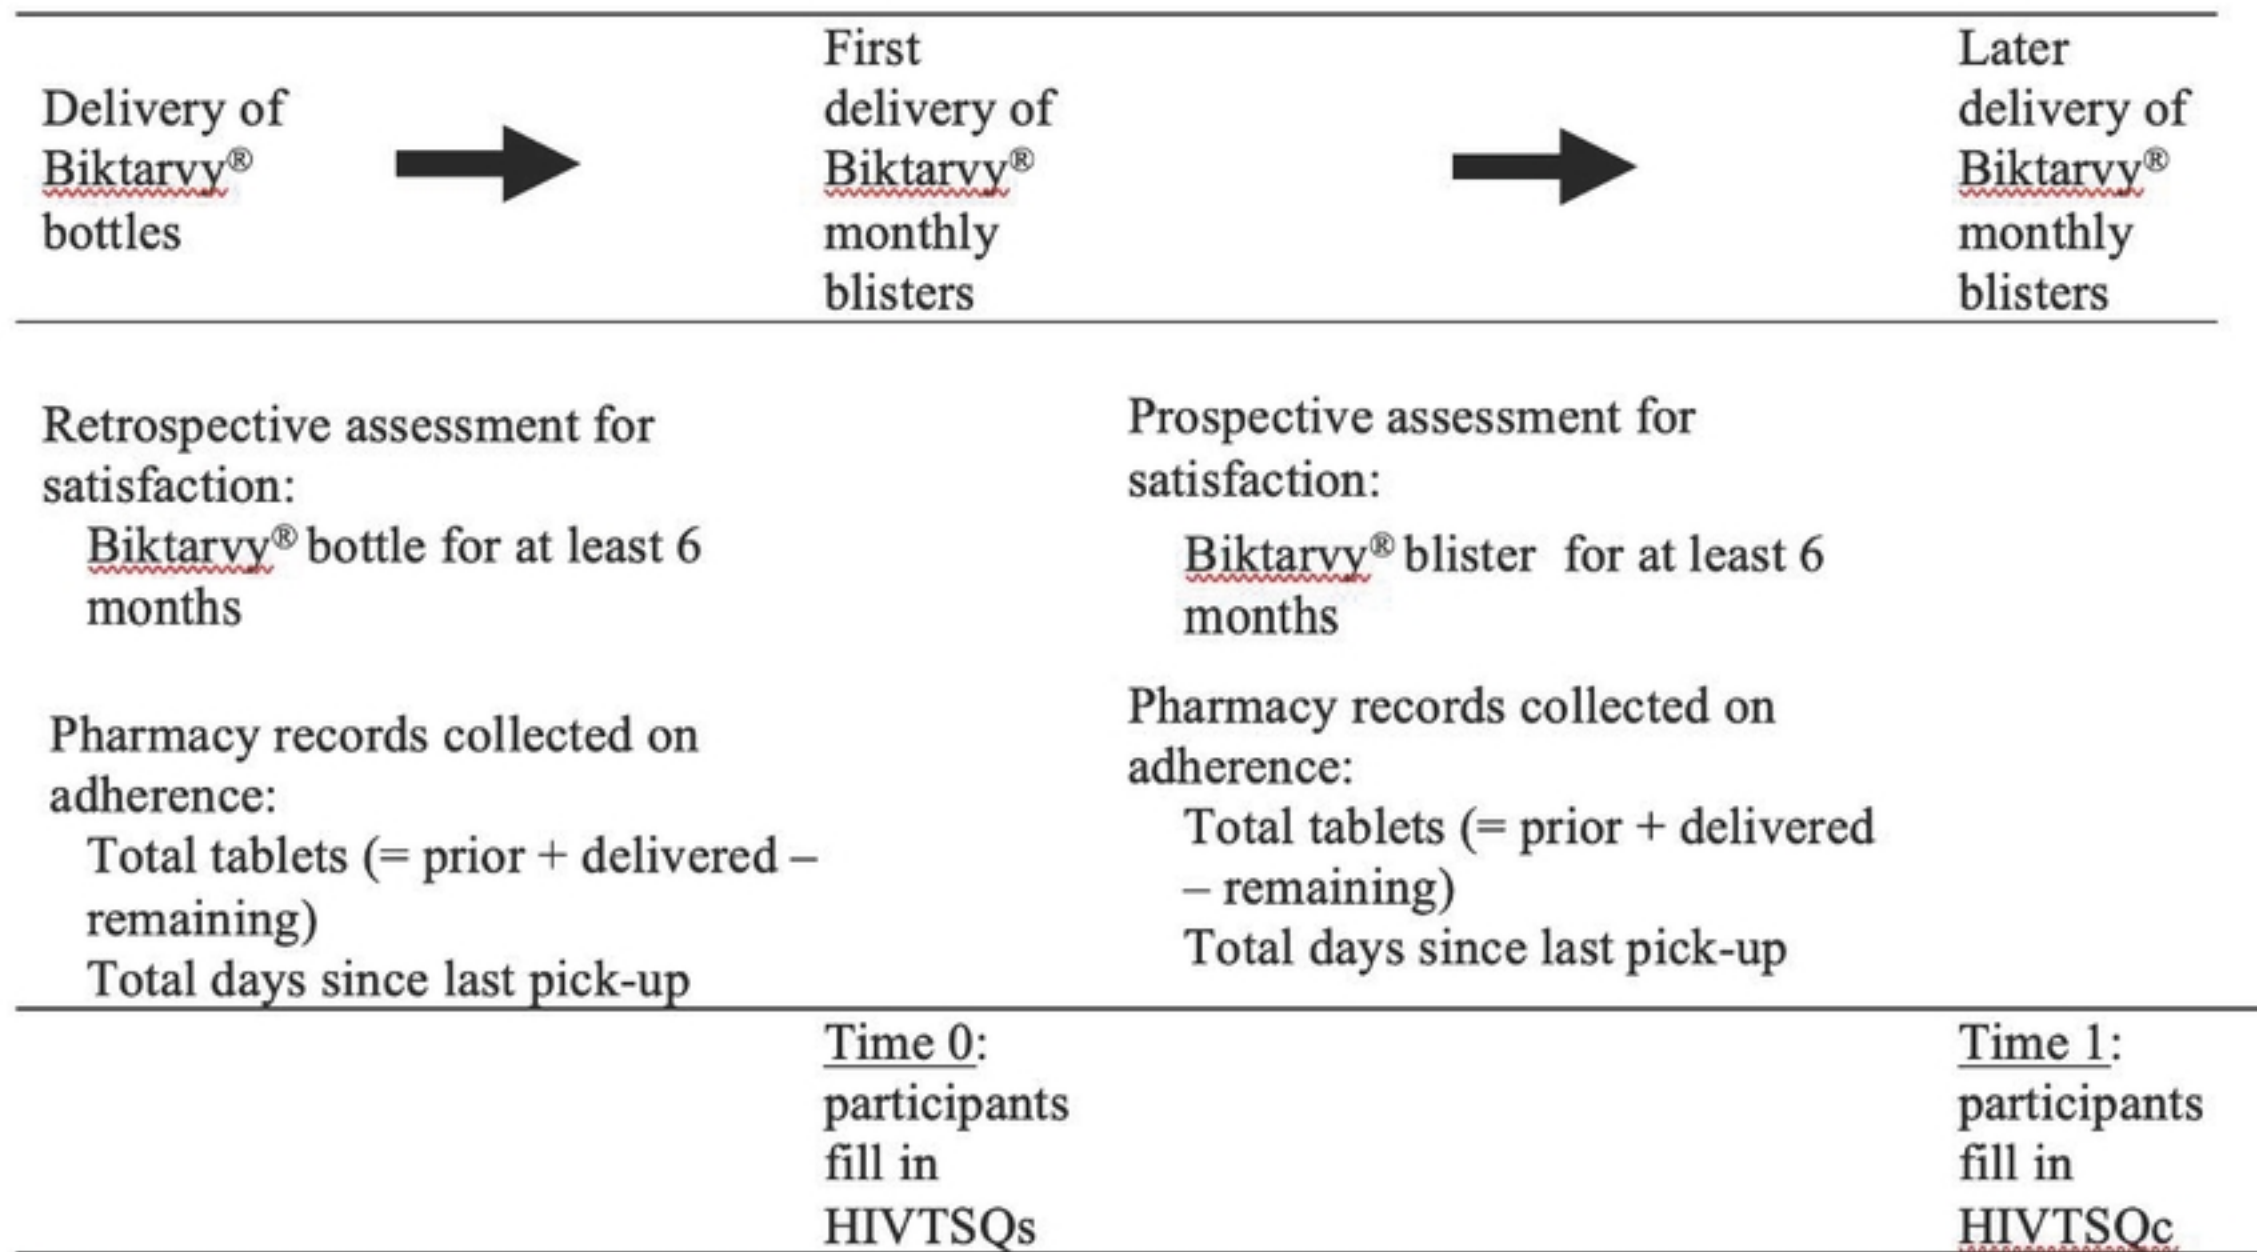 Delivery of
Biktarvy®
bottles
First
delivery of
Biktarvy®
monthly
blisters
Later
delivery of
Biktarvy®
monthly
blisters
Retrospective assessment for
satisfaction:
Biktarvy® bottle for at least 6
months
Pharmacy records collected on
adherence:
Total tablets (= prior + delivered –
remaining)
Total days since last pick-up
Prospective assessment for
satisfaction:
Biktarvy® blister for at least 6
months
Pharmacy records collected on
adherence:
Total tablets (= prior + delivered
– remaining)
Total days since last pick-up
Time 0:
participants
fill in
HIVTSQs
Time 1:
participants
fill in
HIVTSQc